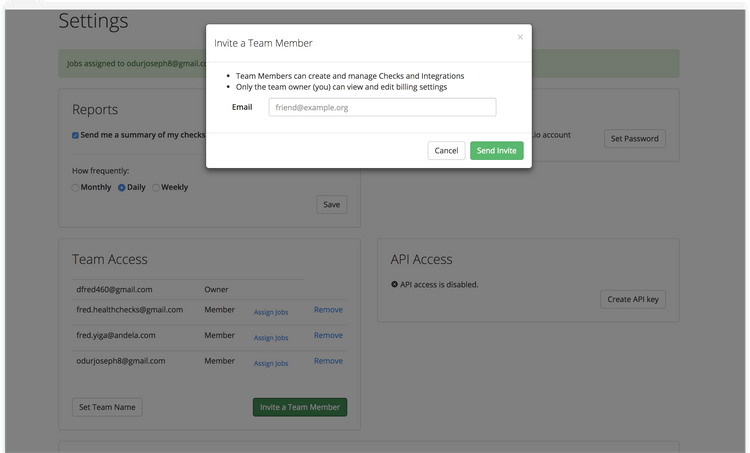 Settings
Invite a Team Member
×
Jobs assigned to odurjoseph8@gmail.co
Team Members can create and manage Checks and Integrations
Only the team owner (you) can view and edit billing settings
Email
friend@example.org
Cancel
Send Invite
Reports
Send me a summary of my checks
How frequently:
Monthly
Daily
Weekly
Save
.io account
Set Password
Team Access
dfred460@gmail.com Owner
fred.healthchecks@gmail.com Member Assign Jobs Remove
fred.yiga@andela.com Member Assign Jobs Remove
odurjoseph8@gmail.com Member Assign Jobs Remove
Set Team Name
Invite a Team Member
API Access
API access is disabled.
Create API key